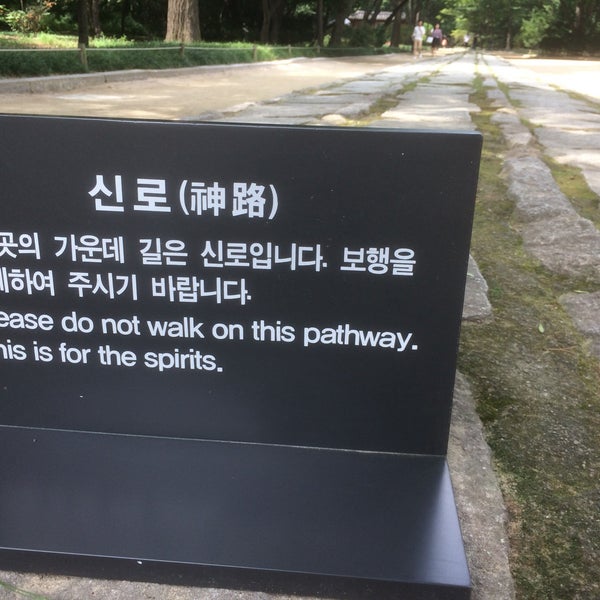 신로(神路)
곳의 가운데 길은 신로입니다. 보행을
하여 주시기 바랍니다.
ease do not walk on this pathway.
his is for the spirits.